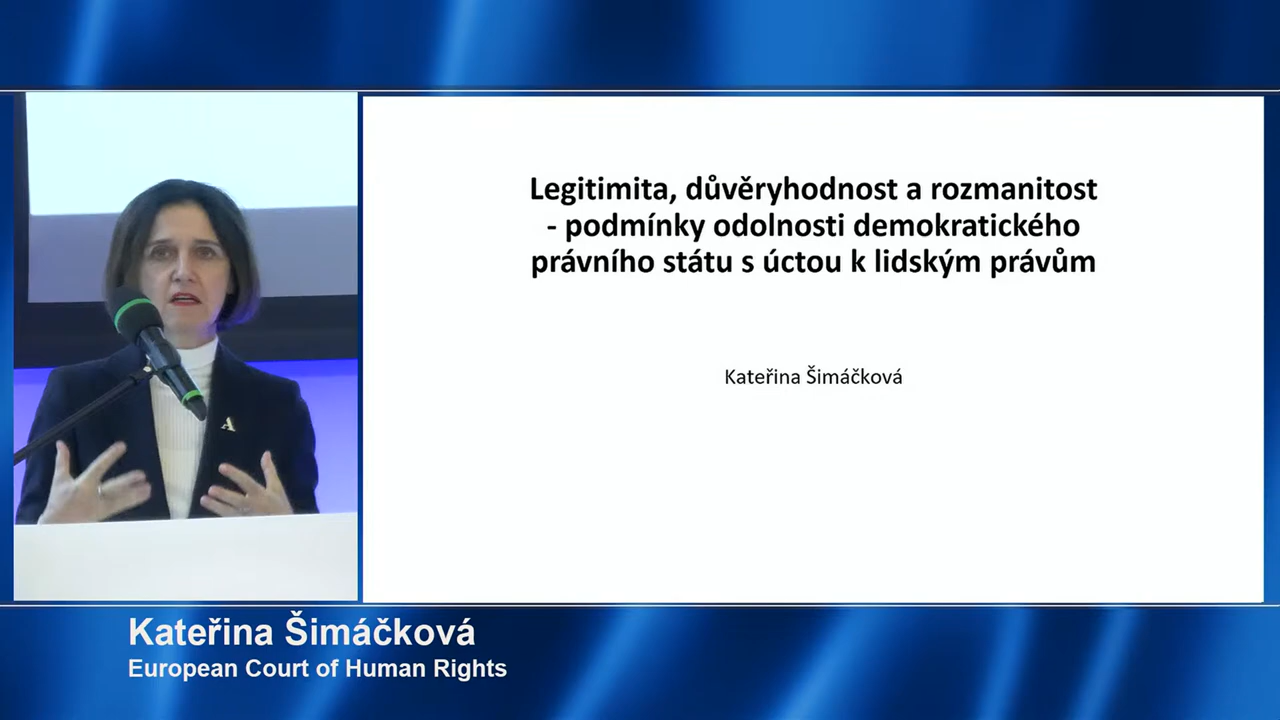 Legitimita, důvěryhodnost a rozmanitost
- podmínky odolnosti demokratického
právního státu s úctou k lidským právům
Kateřina Šimáčková
A
Kateřina Šimáčková
European Court of Human Rights